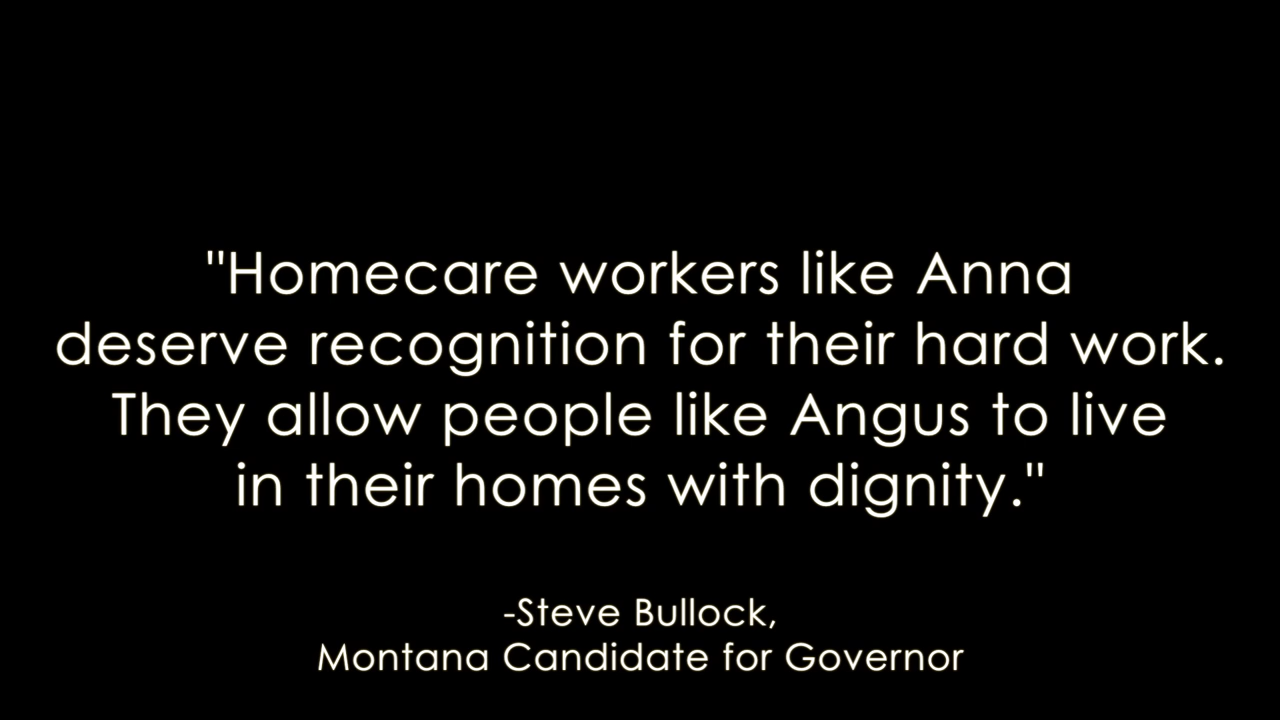 "Homecare workers like Anna
deserve recognition for their hard work.
They allow people like Angus to live
in their homes with dignity."
-Steve Bullock,
Montana Candidate for Governor